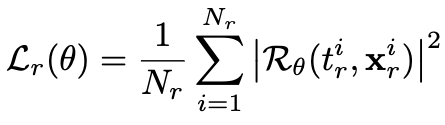 $$\mathcal{L}_r(\theta) = \frac{1}{N_r} \sum_{i=1}^{N_r} \left| \mathcal{R}_\theta(t_r^i, \mathbf{x}_r^i) \right|^2$$